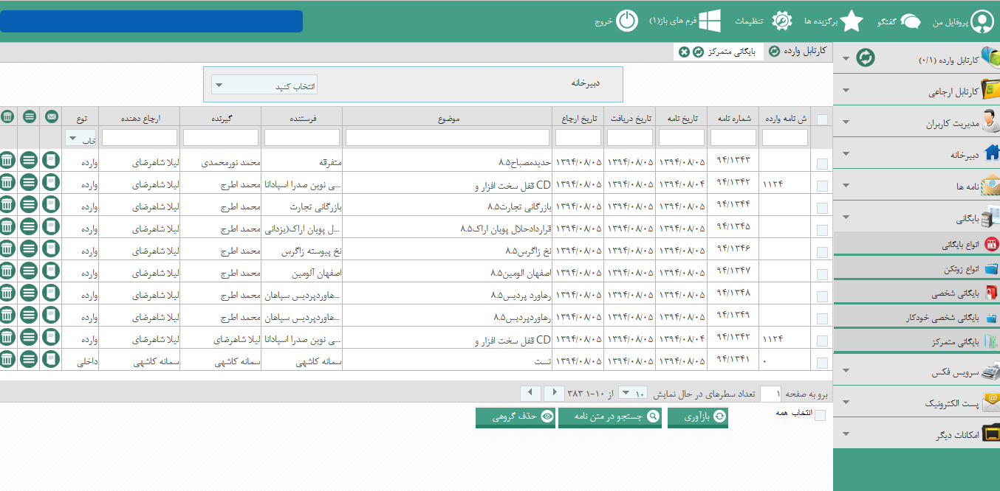 پروفایل من گفتگو برگزیده ها تنظیمات فرم های باز(۱) خروج
کارتابل وارده بایگانی متمرکز
کارتابل وارده (۰/۱)
کارتابل ارجاعی
مدیریت کاربران
دبیرخانه
نامه ها
بایگانی
انواع بایگانی
انواع زونکن
بایگانی شخصی
بایگانی شخصی خودکار
بایگانی متمرکز
سرویس فکس
پست الکترونیک
امکانات دیگر
دبیرخانه انتخاب کنید
ش نامه وارده شماره نامه تاریخ نامه تاریخ دریافت تاریخ ارجاع موضوع فرستنده گیرنده ارجاع دهنده نوع
خاب
۹۴/۱۳۴۳ ۱۳۹۴/۰۸/۰۵ ۱۳۹۴/۰۸/۰۵ ۱۳۹۴/۰۸/۰۵ حدیدمصباح۸.۵ متفرقه محمد نورمحمدی لیلا شاهرضای وارده
۱۱۲۴ ۹۴/۱۳۴۲ ۱۳۹۴/۰۸/۰۴ ۱۳۹۴/۰۸/۰۵ ۱۳۹۴/۰۸/۰۵ CD قفل سخت افزار و ...ی نوین صدرا اسپادانا محمد اطرج لیلا شاهرضای وارده
۹۴/۱۳۴۴ ۱۳۹۴/۰۸/۰۵ ۱۳۹۴/۰۸/۰۵ ۱۳۹۴/۰۸/۰۵ بازرگانی تجارت۸.۵ بازرگانی تجارت محمد اطرج لیلا شاهرضای وارده
۹۴/۱۳۴۵ ۱۳۹۴/۰۸/۰۵ ۱۳۹۴/۰۸/۰۵ ۱۳۹۴/۰۸/۰۵ قراردادحلال پویان اراک۸.۵ ...ل پویان اراک(یزدانی محمد اطرج لیلا شاهرضای وارده
۹۴/۱۳۴۶ ۱۳۹۴/۰۸/۰۵ ۱۳۹۴/۰۸/۰۵ ۱۳۹۴/۰۸/۰۵ نخ زاگرس۸.۵ نخ پیوسته زاگرس محمد اطرج لیلا شاهرضای وارده
۹۴/۱۳۴۷ ۱۳۹۴/۰۸/۰۵ ۱۳۹۴/۰۸/۰۵ ۱۳۹۴/۰۸/۰۵ اصفهان الومین۸.۵ اصفهان آلومین محمد اطرج لیلا شاهرضای وارده
۹۴/۱۳۴۸ ۱۳۹۴/۰۸/۰۵ ۱۳۹۴/۰۸/۰۵ ۱۳۹۴/۰۸/۰۵ رهاورد پردیس۸.۵ ...هاوردپردیس سپاهان محمد اطرج لیلا شاهرضای وارده
۹۴/۱۳۴۹ ۱۳۹۴/۰۸/۰۵ ۱۳۹۴/۰۸/۰۵ ۱۳۹۴/۰۸/۰۵ رهاوردپردیس۸.۵ ...هاوردپردیس سپاهان محمد اطرج لیلا شاهرضای وارده
۱۱۲۴ ۹۴/۱۳۴۲ ۱۳۹۴/۰۸/۰۴ ۱۳۹۴/۰۸/۰۵ ۱۳۹۴/۰۸/۰۵ CD قفل سخت افزار و ...ی نوین صدرا اسپادانا لیلا شاهرضای لیلا شاهرضای وارده
۰ ۹۴/۱۳۴۱ ۱۳۹۴/۰۸/۰۵ ۱۳۹۴/۰۸/۰۵ ۱۳۹۴/۰۸/۰۵ تست سمانه کاشهی سمانه کاشهی سمانه کاشهی داخلی
برو به صفحه ۱ تعداد سطرهای در حال نمایش ۱۰ ۱-۱۰ از ۳۸۳
انتخاب همه بازآوری جستجو در متن نامه حذف گروهی